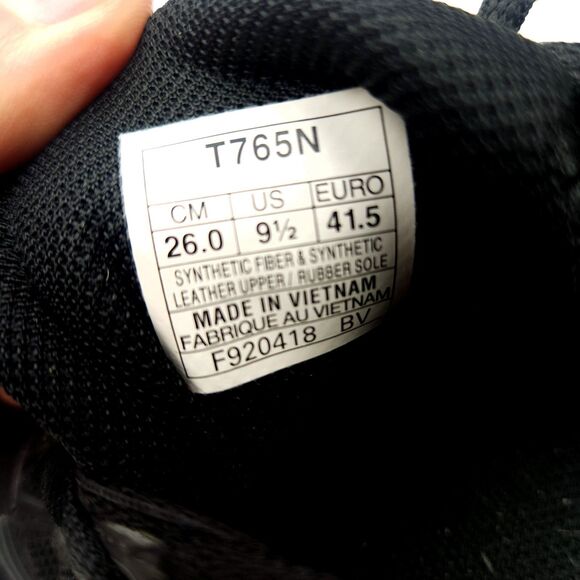 T765N
CM US EURO
26.0 9½ 41.5
SYNTHETIC FIBER & SYNTHETIC
LEATHER UPPER / RUBBER SOLE
MADE IN VIETNAM
FABRIQUE AU VIETNAM
F920418 BV